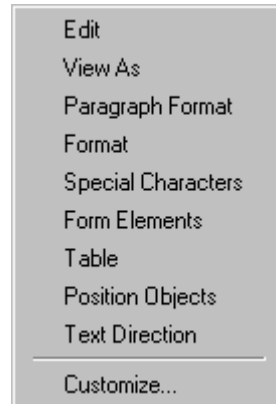 Edit
View As
Paragraph Format
Format
Special Characters
Form Elements
Table
Position Objects
Text Direction
Customize...